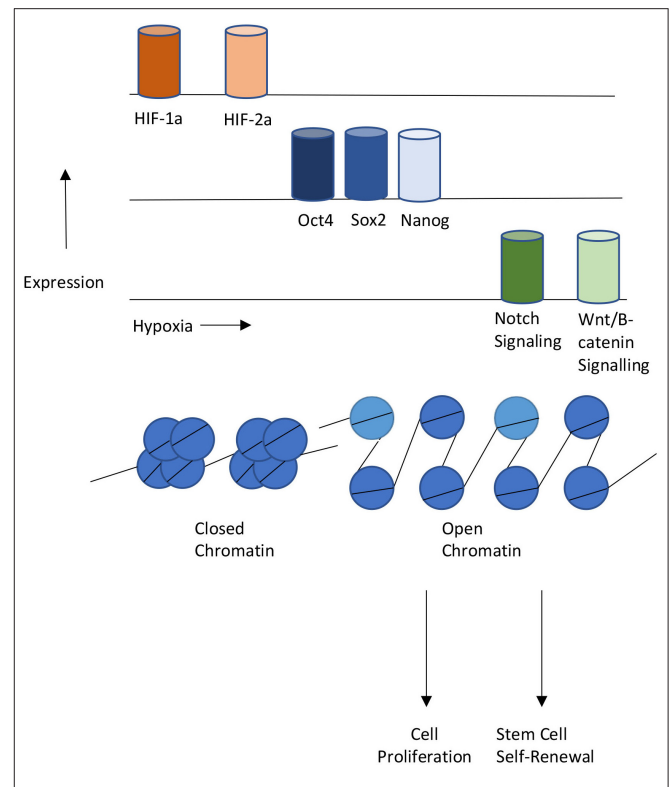 HIF-1a
HIF-2a
Oct4
Sox2
Nanog
Expression
Hypoxia
Notch
Signaling
Wnt/B-
catenin
Signalling
Closed
Chromatin
Open
Chromatin
Cell
Proliferation
Stem Cell
Self-Renewal